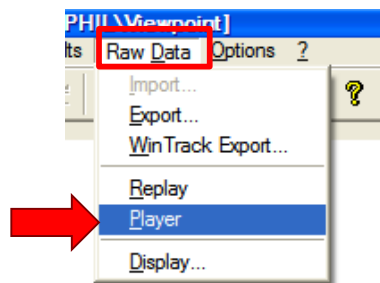 PHIL\Viewpoint]
lts Raw Data Options ?
Import...
Export...
WinTrack Export...
Replay
Player
Display...